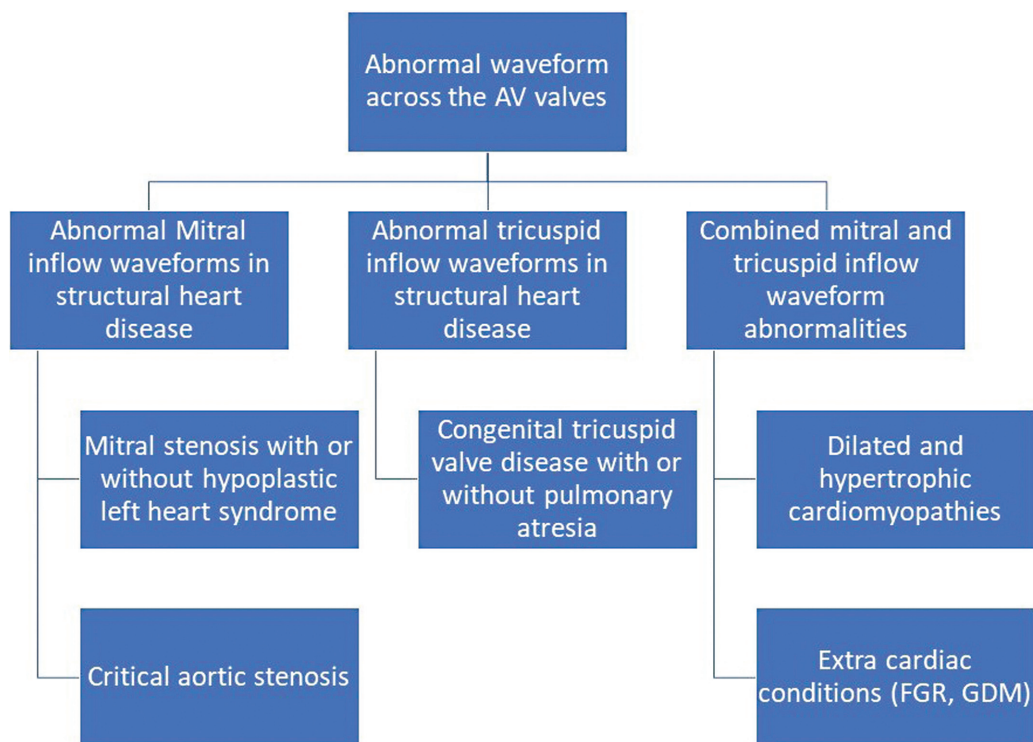 Abnormal waveform
across the AV valves
Abnormal Mitral
inflow waveforms in
structural heart
disease
Abnormal tricuspid
inflow waveforms in
structural heart
disease
Combined mitral and
tricuspid inflow
waveform
abnormalities
Mitral stenosis with or
without hypoplastic
left heart syndrome
Congenital tricuspid
valve disease with or
without pulmonary
atresia
Dilated and
hypertrophic
cardiomyopathies
Critical aortic stenosis
Extra cardiac
conditions (FGR, GDM)